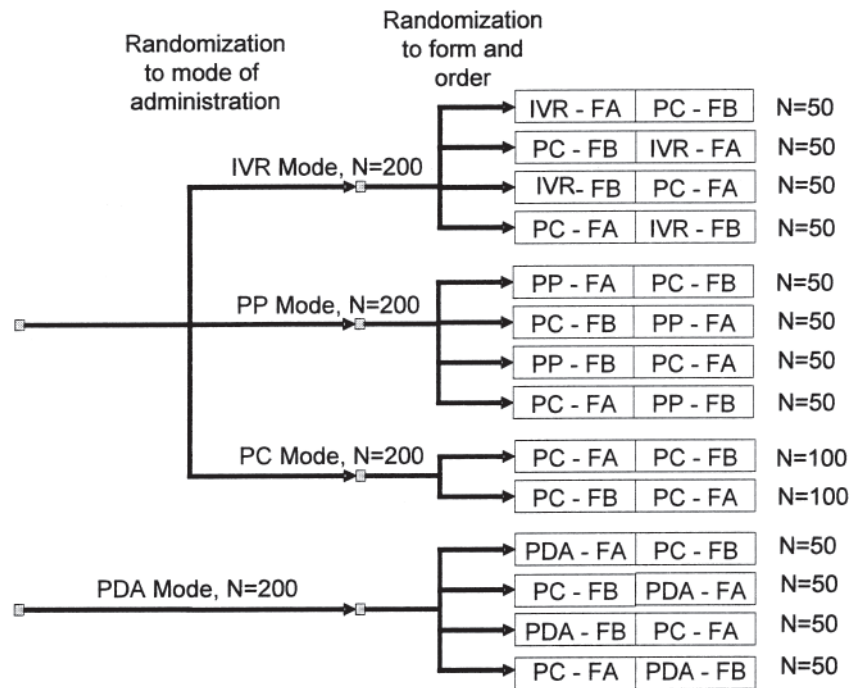 Randomization
to mode of
administration
Randomization
to form and
order
IVR Mode, N=200
IVR - FA PC - FB N=50
PC - FB IVR - FA N=50
IVR- FB PC - FA N=50
PC - FA IVR - FB N=50
PP Mode, N=200
PP - FA PC - FB N=50
PC - FB PP - FA N=50
PP - FB PC - FA N=50
PC - FA PP - FB N=50
PC Mode, N=200
PC - FA PC - FB N=100
PC - FB PC - FA N=100
PDA Mode, N=200
PDA - FA PC - FB N=50
PC - FB PDA - FA N=50
PDA - FB PC - FA N=50
PC - FA PDA - FB N=50